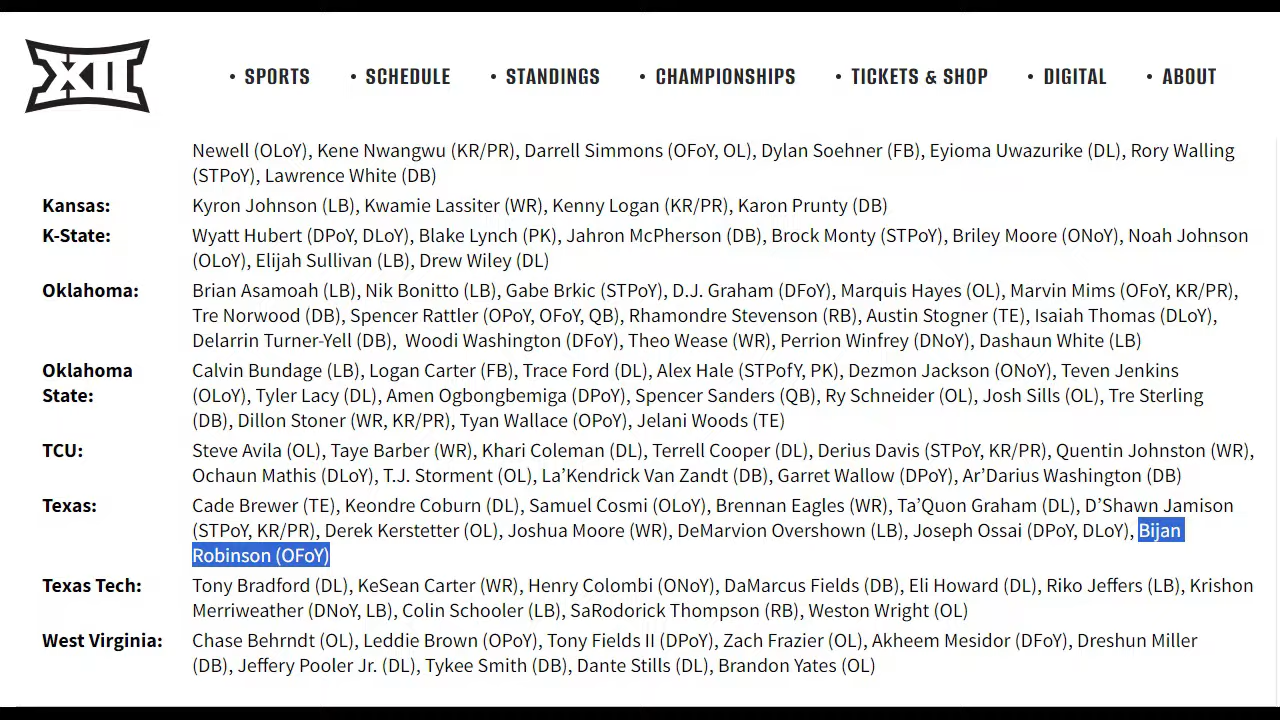 XII
• SPORTS • SCHEDULE • STANDINGS • CHAMPIONSHIPS • TICKETS & SHOP • DIGITAL • ABOUT
Newell (OLoY), Kene Nwangwu (KR/PR), Darrell Simmons (OFoY, OL), Dylan Soehner (FB), Eyioma Uwazurike (DL), Rory Walling
(STPoY), Lawrence White (DB)
Kansas: Kyron Johnson (LB), Kwamie Lassiter (WR), Kenny Logan (KR/PR), Karon Prunty (DB)
K-State: Wyatt Hubert (DPoY, DLoY), Blake Lynch (PK), Jahron McPherson (DB), Brock Monty (STPoY), Briley Moore (ONoY), Noah Johnson
(OLoY), Elijah Sullivan (LB), Drew Wiley (DL)
Oklahoma: Brian Asamoah (LB), Nik Bonitto (LB), Gabe Brkic (STPoY), D.J. Graham (DFoY), Marquis Hayes (OL), Marvin Mims (OFoY, KR/PR),
Tre Norwood (DB), Spencer Rattler (OPoY, OFoY, QB), Rhamondre Stevenson (RB), Austin Stogner (TE), Isaiah Thomas (DLoY),
Delarrin Turner-Yell (DB), Woodi Washington (DFoY), Theo Wease (WR), Perrion Winfrey (DNoY), Dashaun White (LB)
Oklahoma Calvin Bundage (LB), Logan Carter (FB), Trace Ford (DL), Alex Hale (STPofY, PK), Dezmon Jackson (ONoY), Teven Jenkins
State: (OLoY), Tyler Lacy (DL), Amen Ogbongbemiga (DPoY), Spencer Sanders (QB), Ry Schneider (OL), Josh Sills (OL), Tre Sterling
(DB), Dillon Stoner (WR, KR/PR), Tyan Wallace (OPoY), Jelani Woods (TE)
TCU: Steve Avila (OL), Taye Barber (WR), Khari Coleman (DL), Terrell Cooper (DL), Derius Davis (STPoY, KR/PR), Quentin Johnston (WR),
Ochaun Mathis (DLoY), T.J. Storment (OL), La’Kendrick Van Zandt (DB), Garret Wallow (DPoY), Ar’Darius Washington (DB)
Texas: Cade Brewer (TE), Keondre Coburn (DL), Samuel Cosmi (OLoY), Brennan Eagles (WR), Ta’Quon Graham (DL), D’Shawn Jamison
(STPoY, KR/PR), Derek Kerstetter (OL), Joshua Moore (WR), DeMarvion Overshown (LB), Joseph Ossai (DPoY, DLoY), Bijan
Robinson (OFoY)
Texas Tech: Tony Bradford (DL), KeSean Carter (WR), Henry Colombi (ONoY), DaMarcus Fields (DB), Eli Howard (DL), Riko Jeffers (LB), Krishon
Merriweather (DNoY, LB), Colin Schooler (LB), SaRodorick Thompson (RB), Weston Wright (OL)
West Virginia: Chase Behrndt (OL), Leddie Brown (OPoY), Tony Fields II (DPoY), Zach Frazier (OL), Akheem Mesidor (DFoY), Dreshun Miller
(DB), Jeffery Pooler Jr. (DL), Tykee Smith (DB), Dante Stills (DL), Brandon Yates (OL)